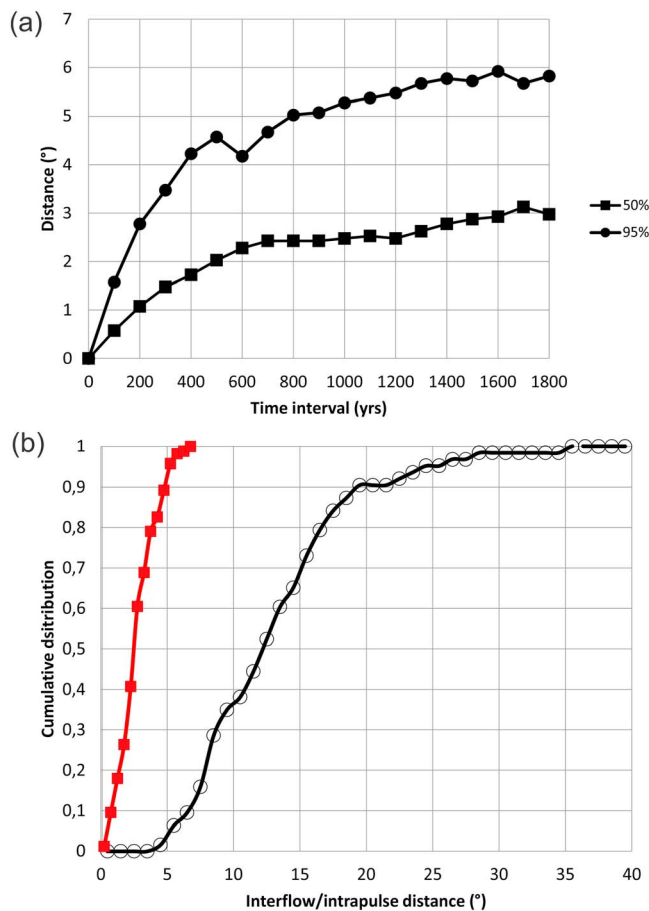 (a)
7
6
5
4
3
2
1
0
Distance (°)
0 200 400 600 800 1000 1200 1400 1600 1800
Time interval (yrs)
50%
95%
(b)
1
0,9
0,8
0,7
0,6
0,5
0,4
0,3
0,2
0,1
0
Cumulative dsitribution
0 5 10 15 20 25 30 35 40
Interflow/intrapulse distance (°)